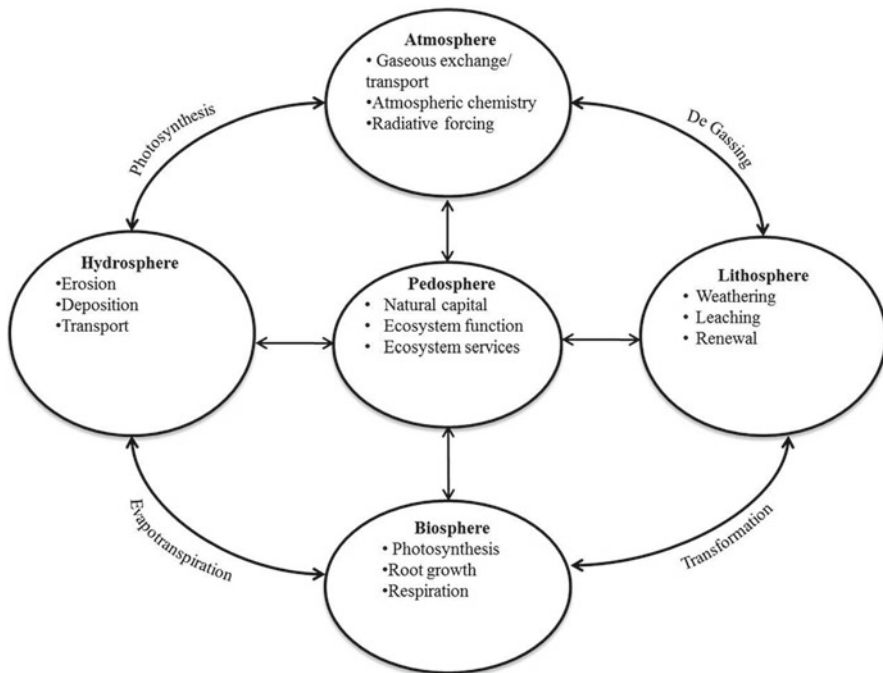 Atmosphere
• Gaseous exchange/
transport
•Atmospheric chemistry
•Radiative forcing
Photosynthesis
De Gassing
Hydrosphere
•Erosion
•Deposition
•Transport
Pedosphere
• Natural capital
• Ecosystem function
• Ecosystem services
Lithosphere
• Weathering
• Leaching
• Renewal
Evapotranspiration
Transformation
Biosphere
• Photosynthesis
•Root growth
•Respiration